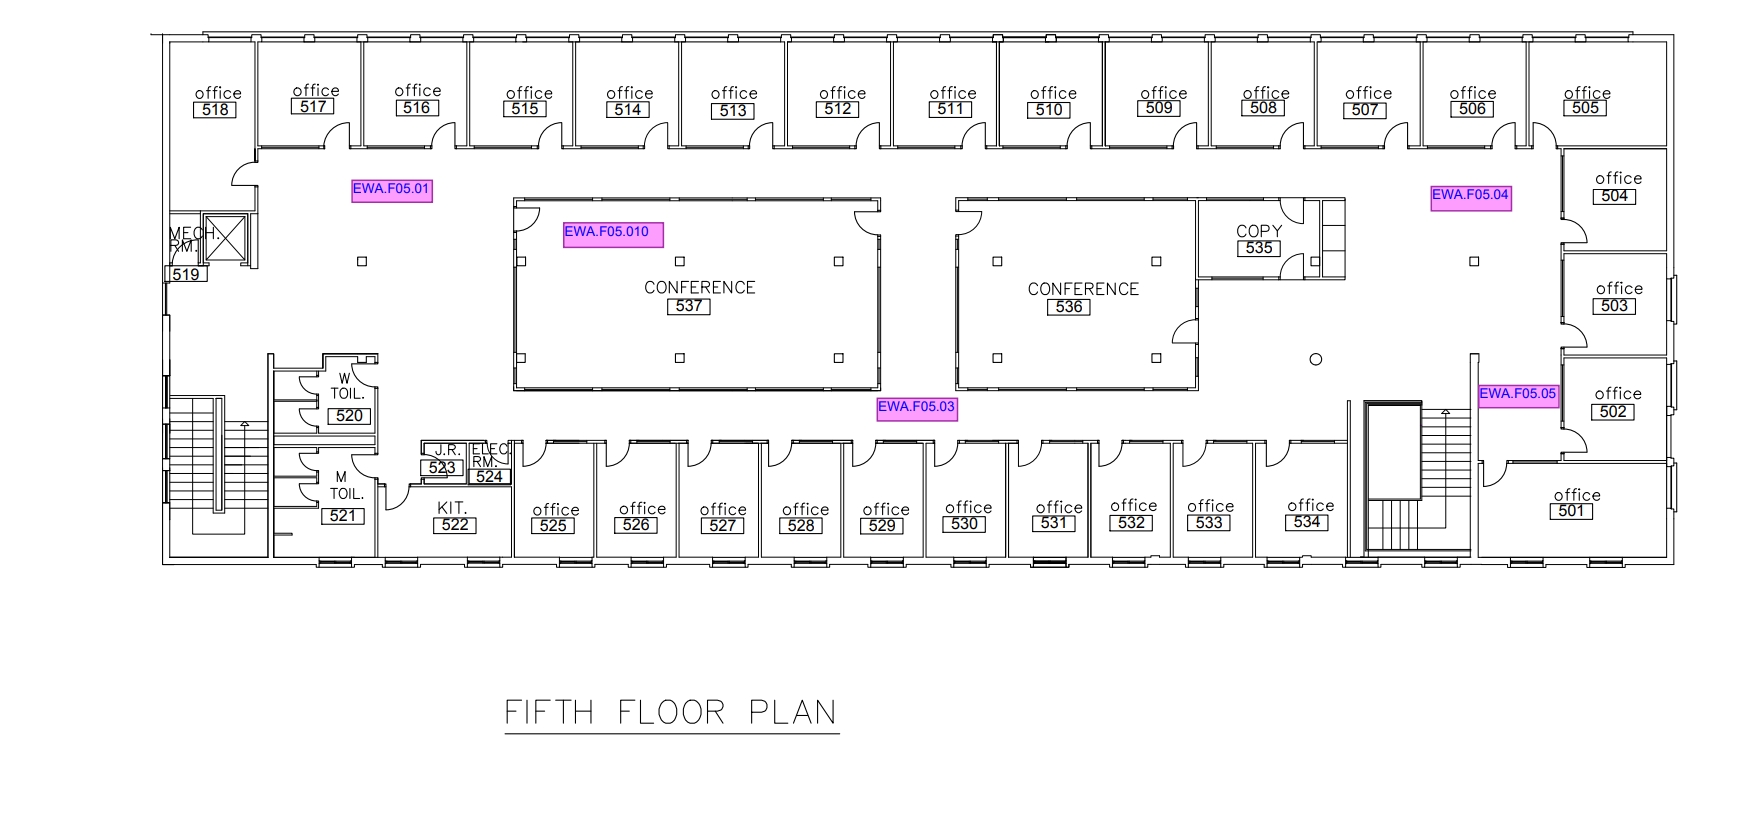 office
518
office
517
office
516
office
515
office
514
office
513
office
512
office
511
office
510
office
509
office
508
office
507
office
506
office
505
EWA.F05.01
EWA.F05.04
office
504
EWA.F05.010
MECH.
RM.
519
COPY
535
CONFERENCE
537
CONFERENCE
536
office
503
W
TOIL.
520
EWA.F05.03
EWA.F05.05
office
502
J.R.
523
ELEC.
RM.
524
M
TOIL.
521
KIT.
522
office
525
office
526
office
527
office
528
office
529
office
530
office
531
office
532
office
533
office
534
office
501
FIFTH FLOOR PLAN